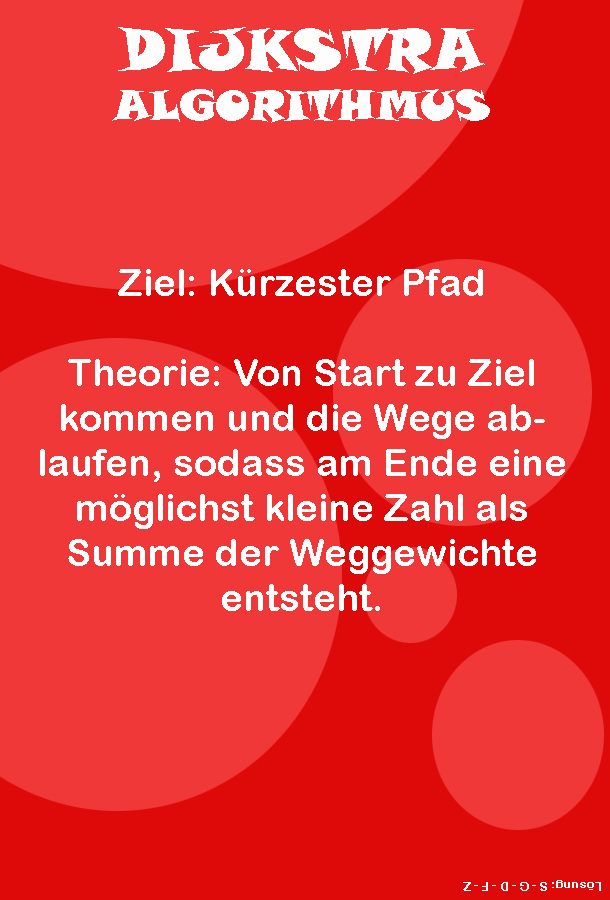 DIJKSTRA
ALGORITHMUS
Ziel: Kürzester Pfad
Theorie: Von Start zu Ziel
kommen und die Wege ab-
laufen, sodass am Ende eine
möglichst kleine Zahl als
Summe der Weggewichte
entsteht.
Lösung: S - G - D - F - Z